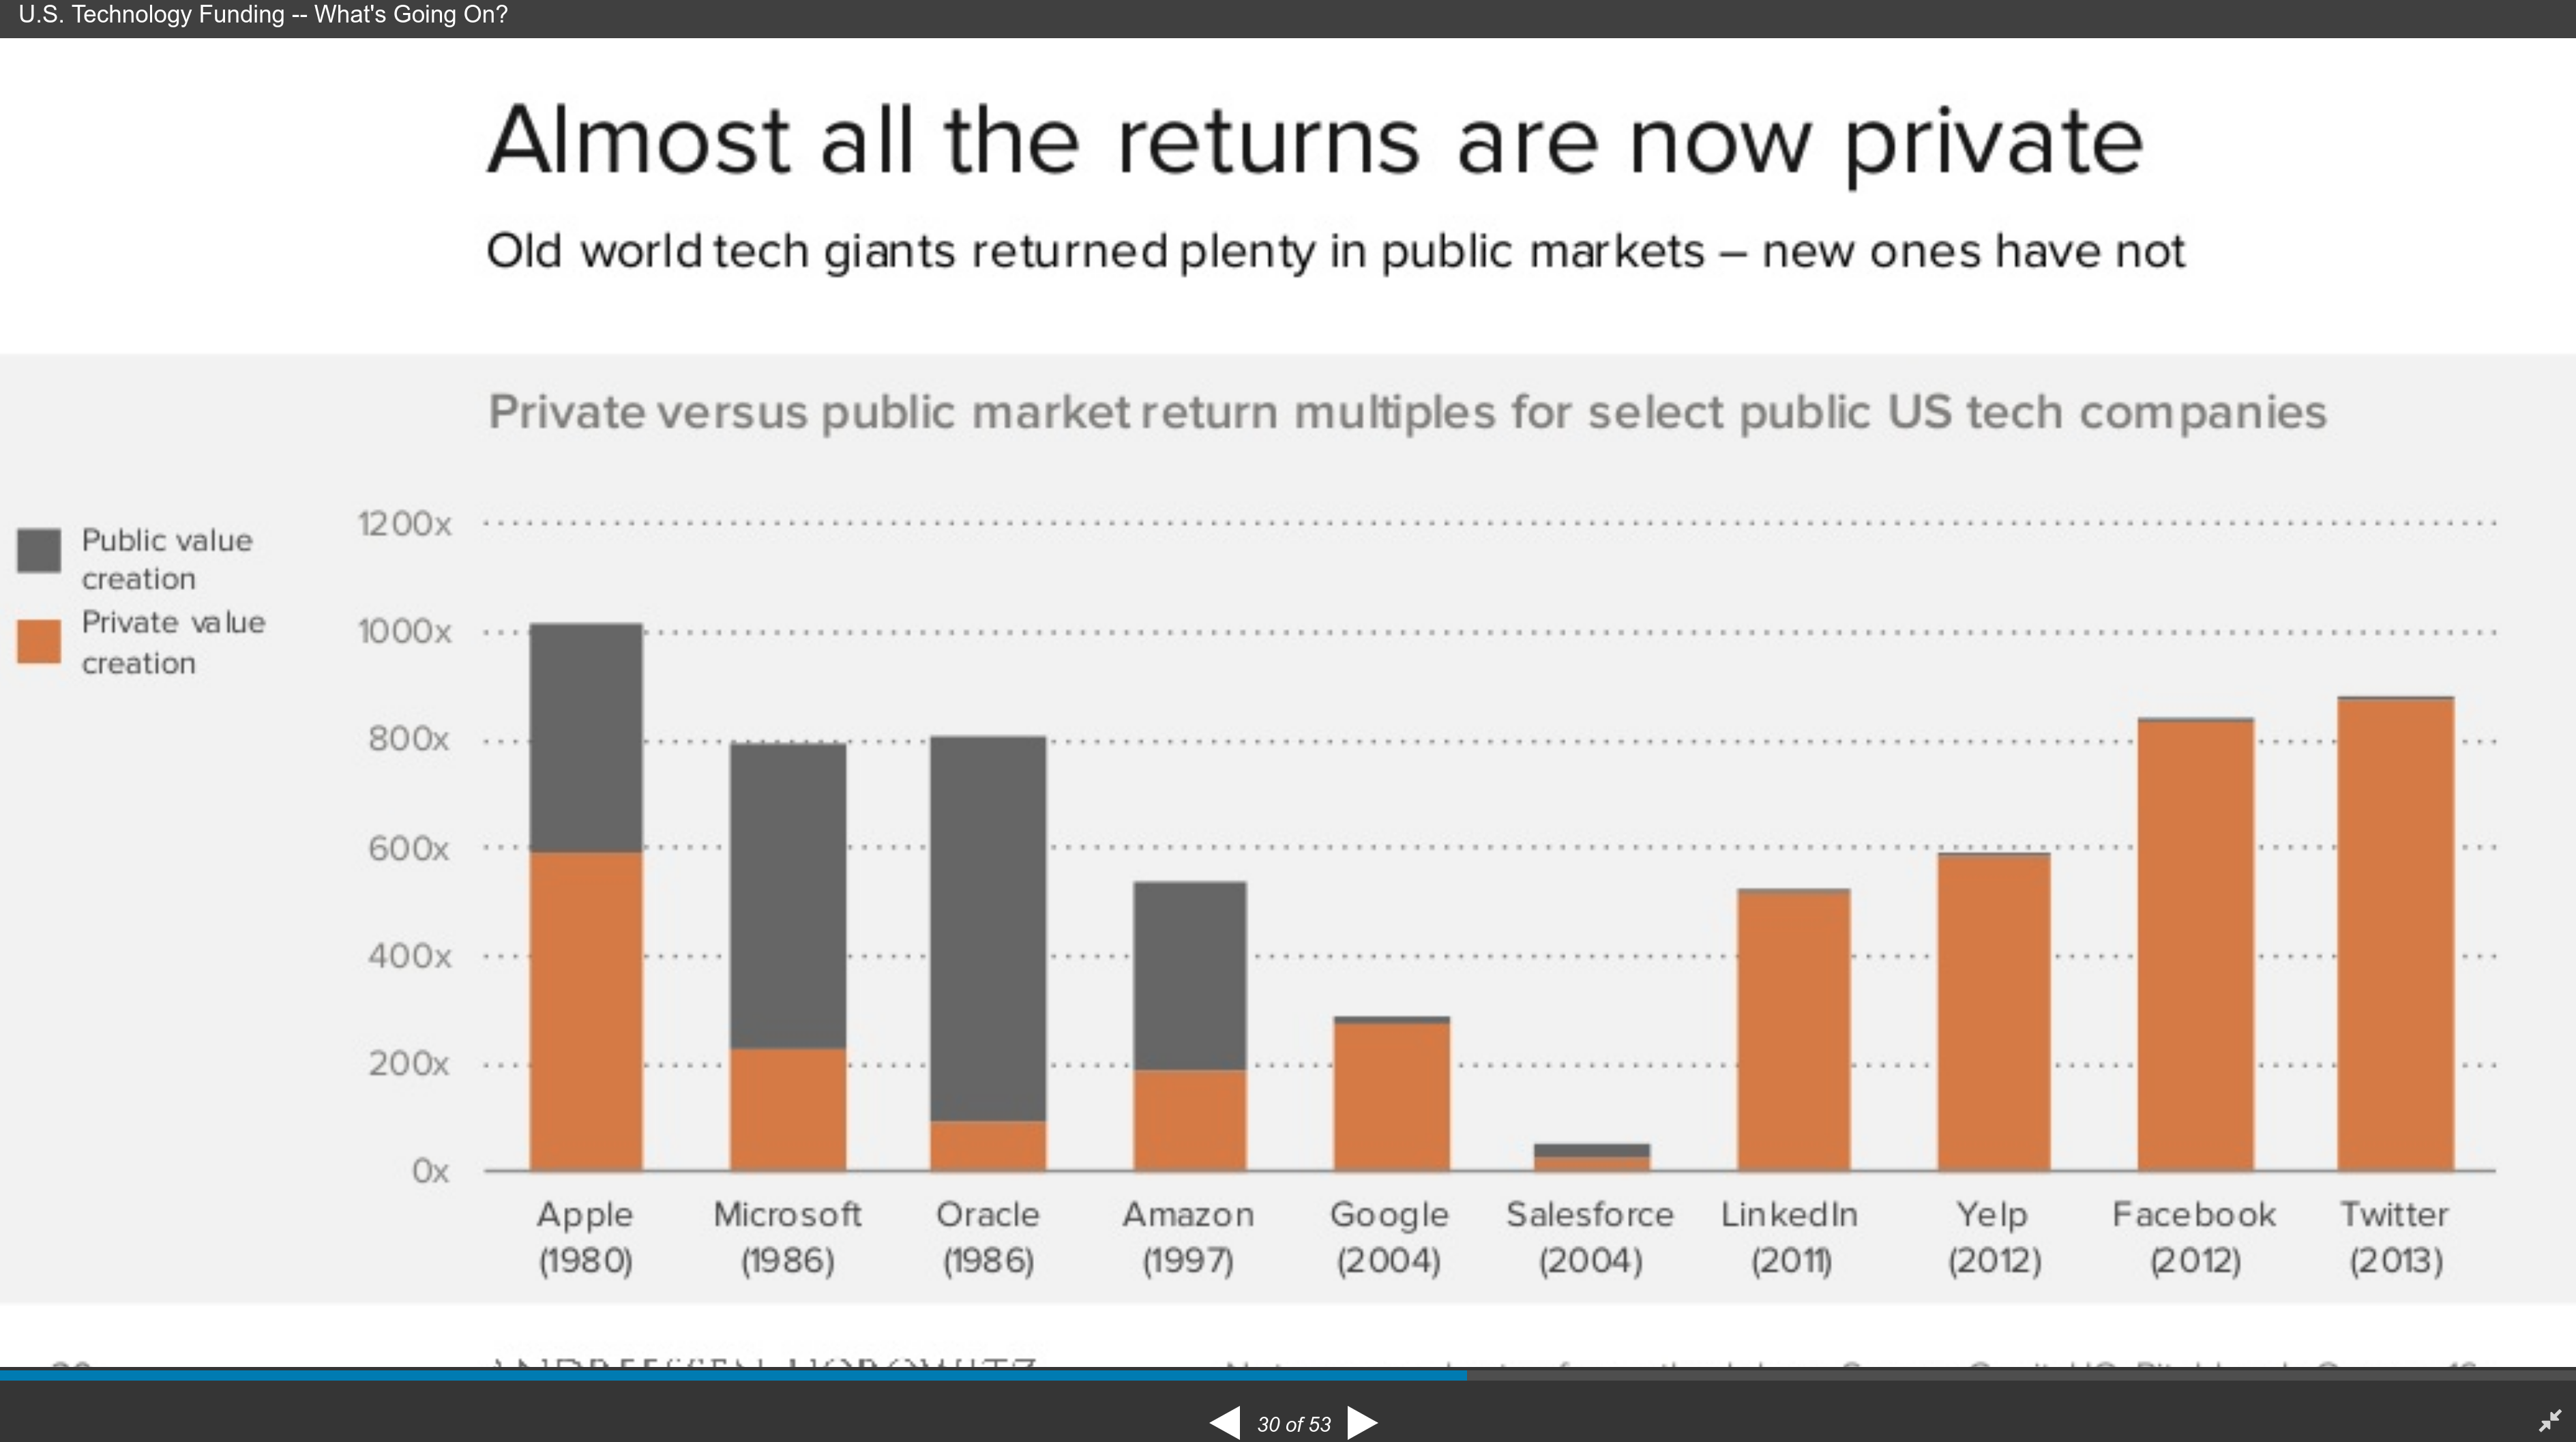 U.S. Technology Funding -- What's Going On?
Almost all the returns are now private
Old world tech giants returned plenty in public markets – new ones have not
Private versus public market return multiples for select public US tech companies
Public value
creation
Private value
creation
1200x
1000x
800x
600x
400x
200x
0x
Apple
(1980)
Microsoft
(1986)
Oracle
(1986)
Amazon
(1997)
Google
(2004)
Salesforce
(2004)
LinkedIn
(2011)
Yelp
(2012)
Facebook
(2012)
Twitter
(2013)
ANDREESSEN HOROWITZ
30 of 53